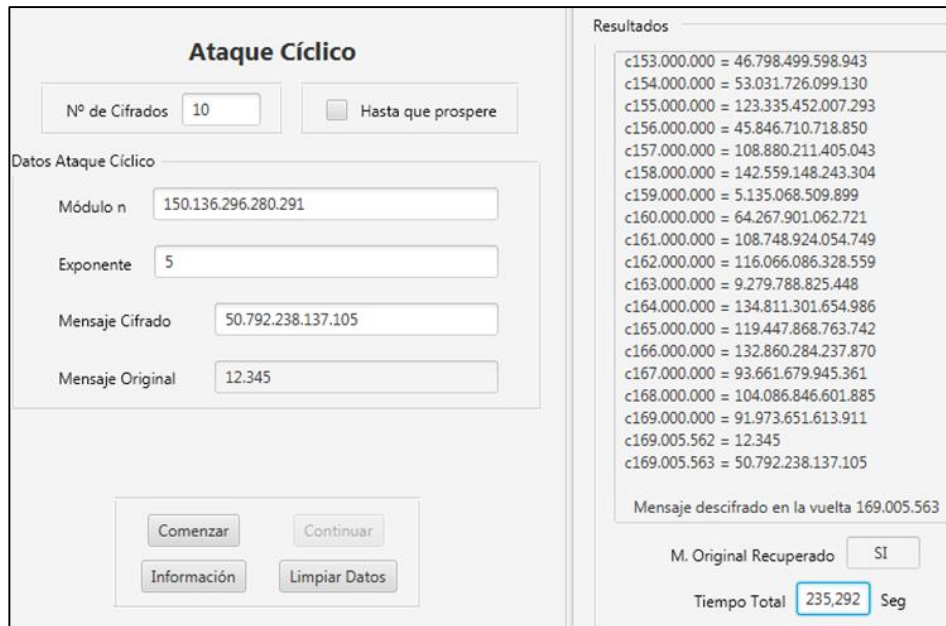 Ataque Cíclico
Nº de Cifrados 10
Hasta que prospere
Datos Ataque Cíclico
Módulo n 150.136.296.280.291
Exponente 5
Mensaje Cifrado 50.792.238.137.105
Mensaje Original 12.345
Comenzar Continuar
Información Limpiar Datos
Resultados
c153.000.000 = 46.798.499.598.943
c154.000.000 = 53.031.726.099.130
c155.000.000 = 123.335.452.007.293
c156.000.000 = 45.846.710.718.850
c157.000.000 = 108.880.211.405.043
c158.000.000 = 142.559.148.243.304
c159.000.000 = 5.135.068.509.899
c160.000.000 = 64.267.901.062.721
c161.000.000 = 108.748.924.054.749
c162.000.000 = 116.066.086.328.559
c163.000.000 = 9.279.788.825.448
c164.000.000 = 134.811.301.654.986
c165.000.000 = 119.447.868.763.742
c166.000.000 = 132.860.284.237.870
c167.000.000 = 93.661.679.945.361
c168.000.000 = 104.086.846.601.885
c169.000.000 = 91.973.651.613.911
c169.005.562 = 12.345
c169.005.563 = 50.792.238.137.105
Mensaje descifrado en la vuelta 169.005.563
M. Original Recuperado SI
Tiempo Total 235,292 Seg